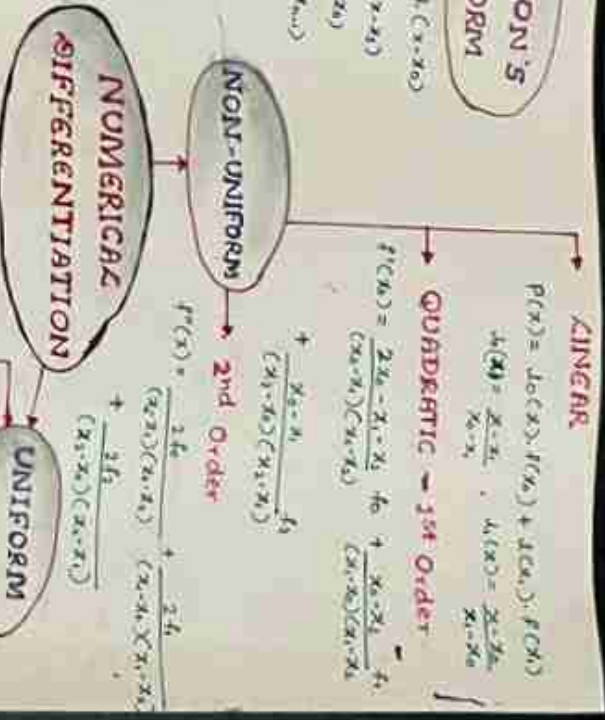 ON'S
ORM
(x-x₀)
x-x₁)
LINEAR
P(x) = l₀(x).f(x₀) + l(x₁).f(x₁)
l₀(x) = x-x₁ / x₀-x₁ , l₁(x) = x-x₀ / x₁-x₀
QUADRATIC - 1st Order
f'(x₀) = 2x₀-x₁-x₂ / (x₀-x₁)(x₀-x₂) f₀ + x₀-x₂ / (x₁-x₀)(x₁-x₂) f₁
+ x₀-x₁ / (x₂-x₀)(x₂-x₁) f₂
NON-UNIFORM
2nd Order
f''(x) = 2f₀ / (x₀-x₁)(x₀-x₂) + 2f₁ / (x₁-x₀)(x₁-x₂)
+ 2f₂ / (x₂-x₀)(x₂-x₁)
NUMERICAL
DIFFERENTIATION
UNIFORM